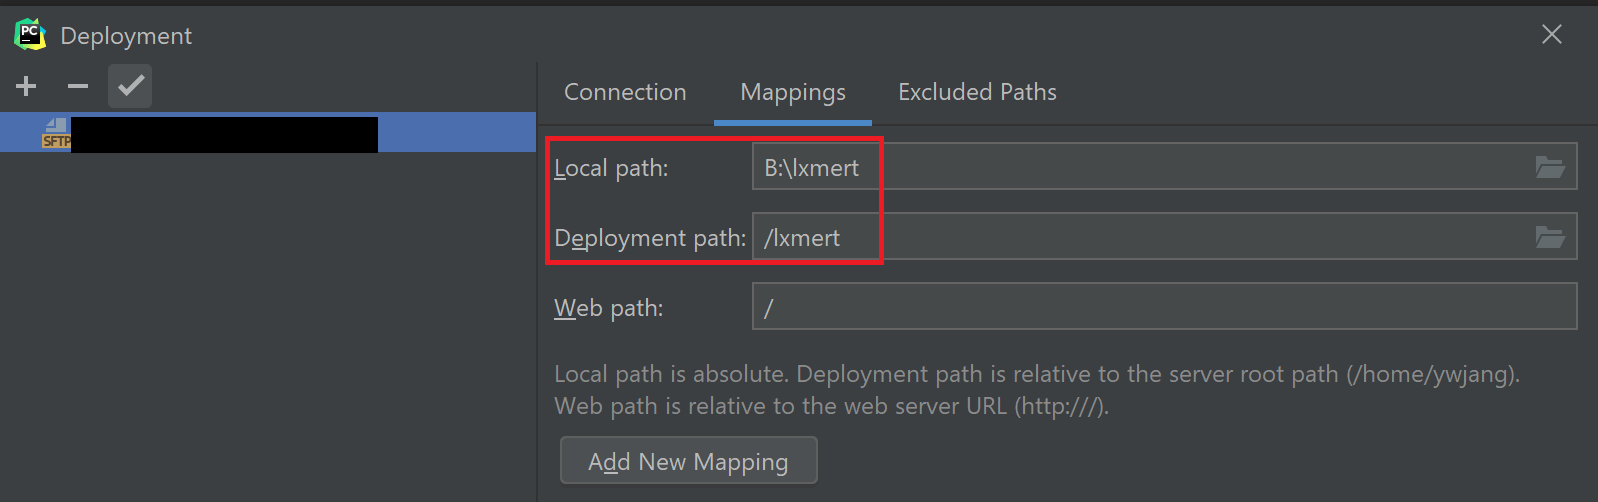 PC
Deployment
Connection
Mappings
Excluded Paths
SFTP
Local path:
B:\lxmert
Deployment path:
/lxmert
Web path:
/
Local path is absolute. Deployment path is relative to the server root path (/home/ywjang).
Web path is relative to the web server URL (http:///).
Add New Mapping